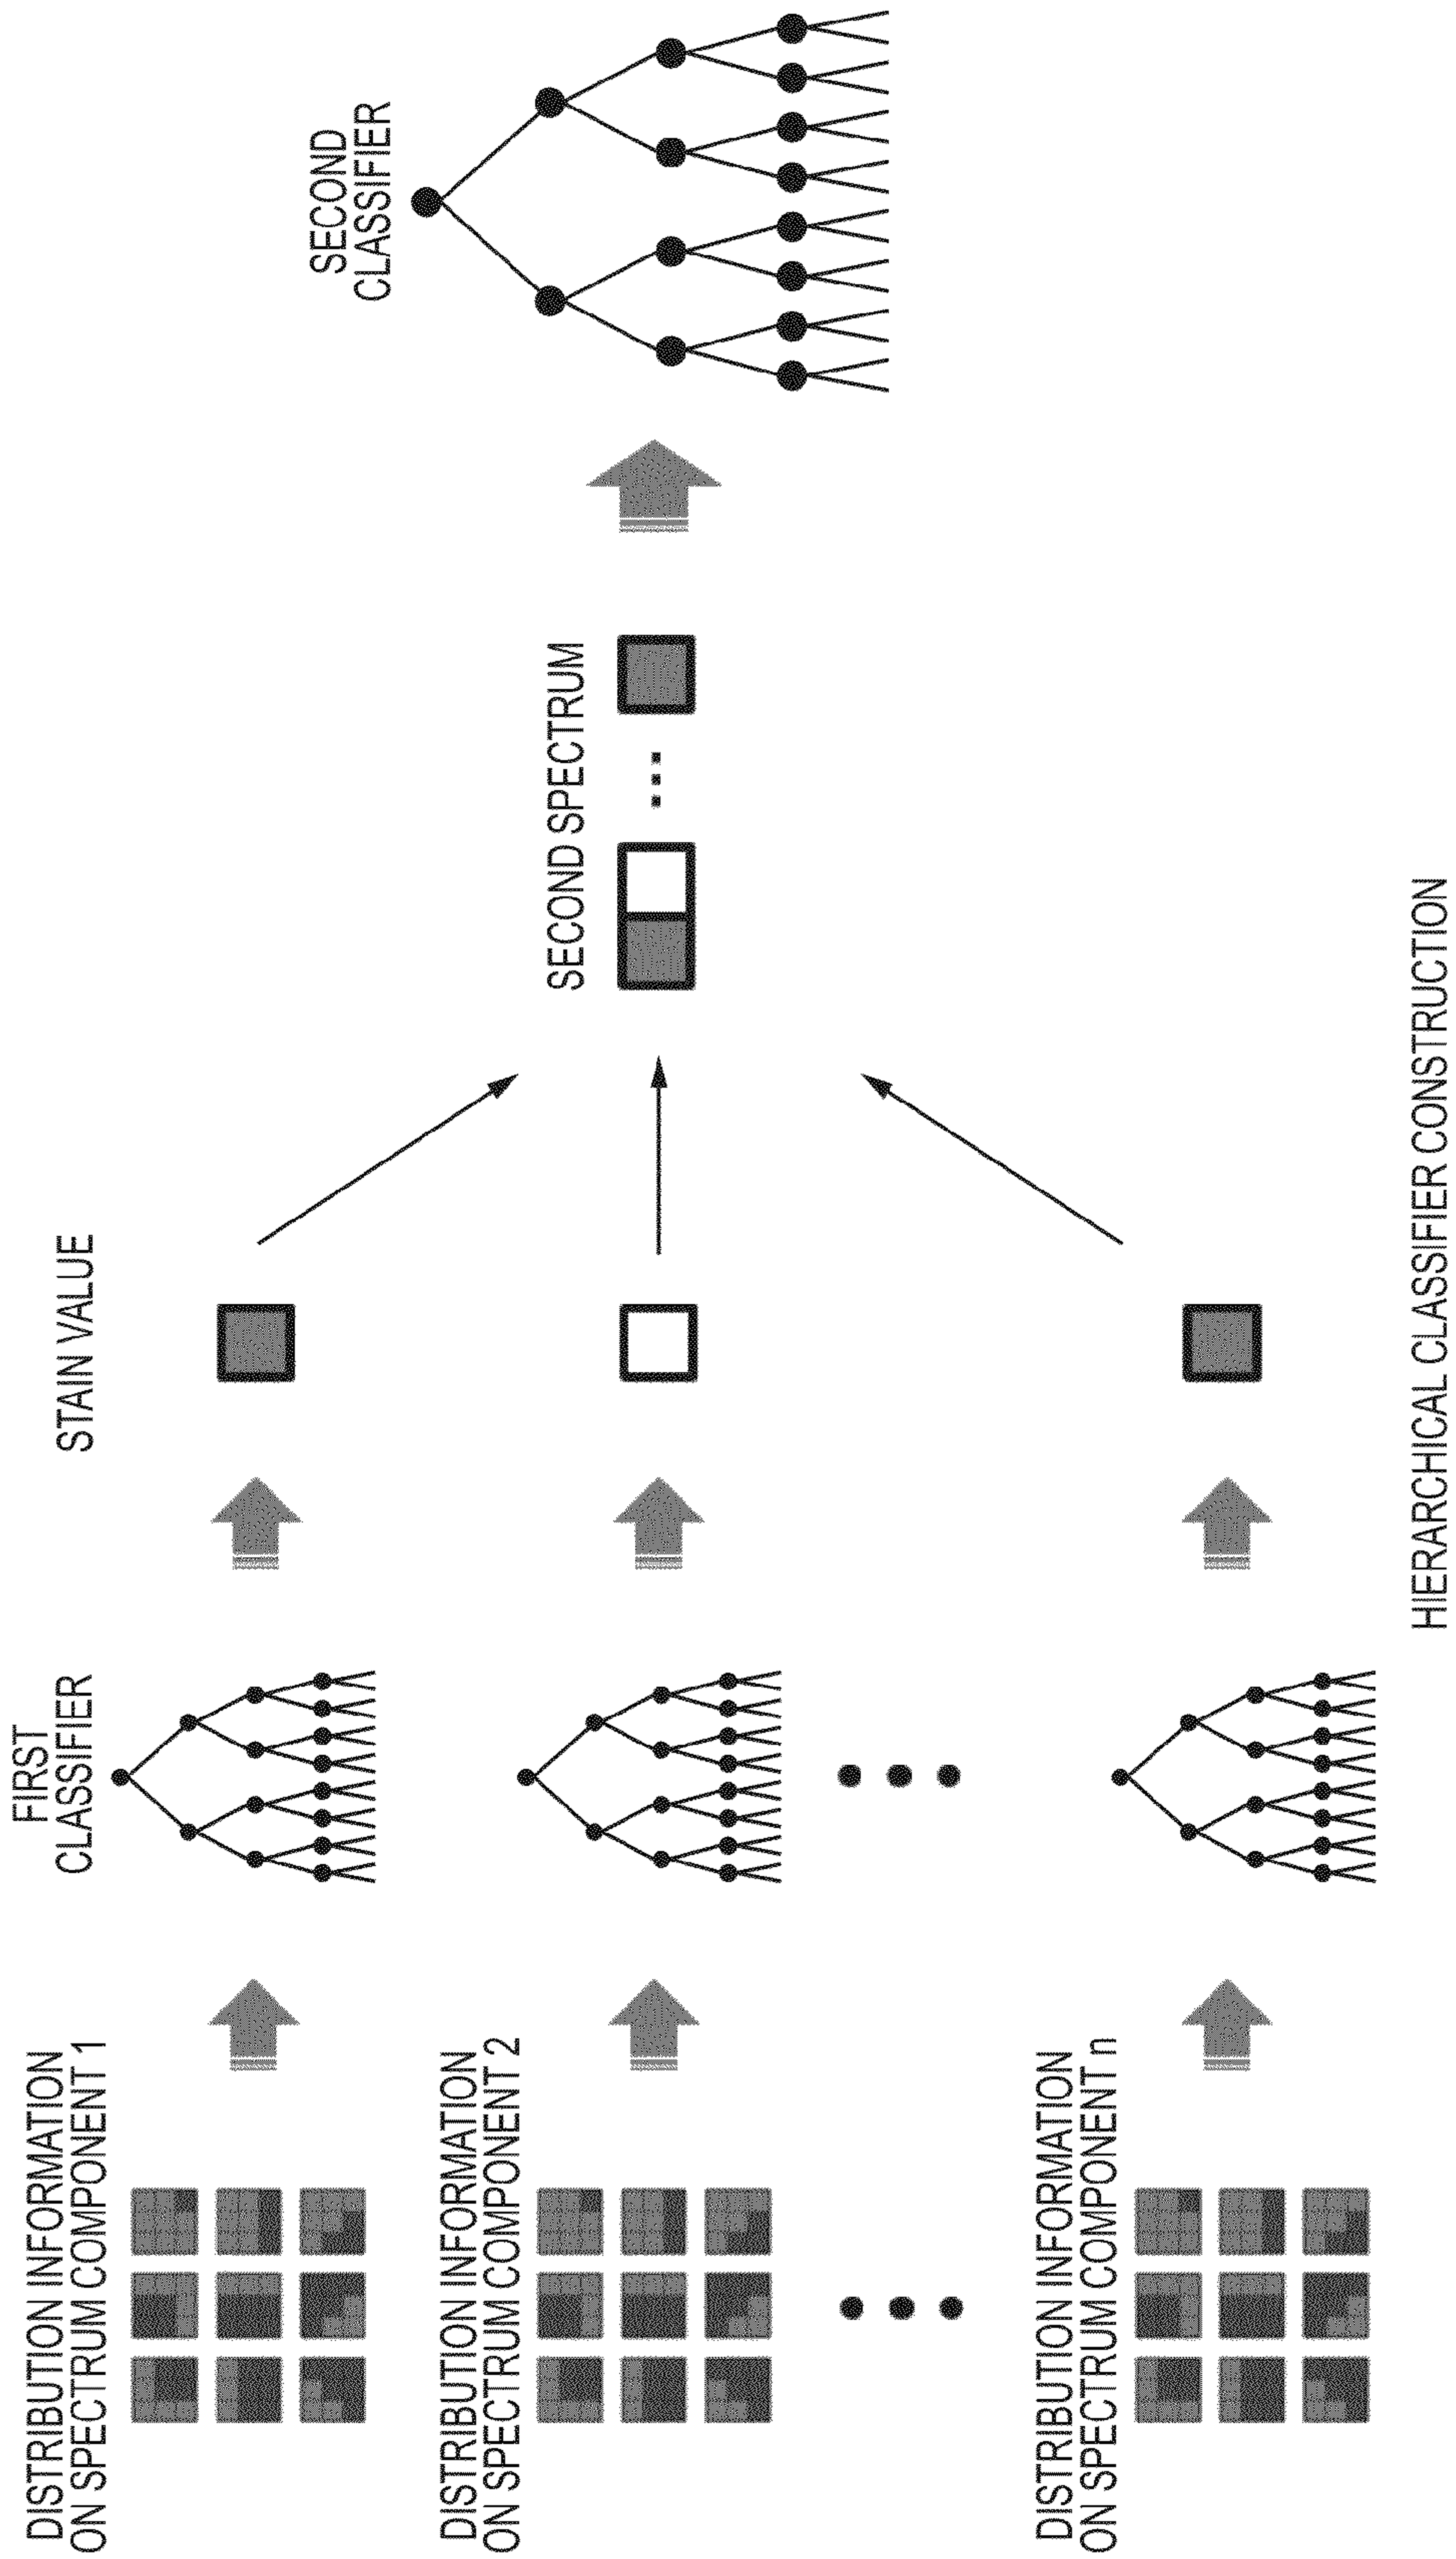 DISTRIBUTION INFORMATION
ON SPECTRUM COMPONENT 1
FIRST
CLASSIFIER
STAIN VALUE
DISTRIBUTION INFORMATION
ON SPECTRUM COMPONENT 2
SECOND SPECTRUM
SECOND
CLASSIFIER
DISTRIBUTION INFORMATION
ON SPECTRUM COMPONENT n
HIERARCHICAL CLASSIFIER CONSTRUCTION